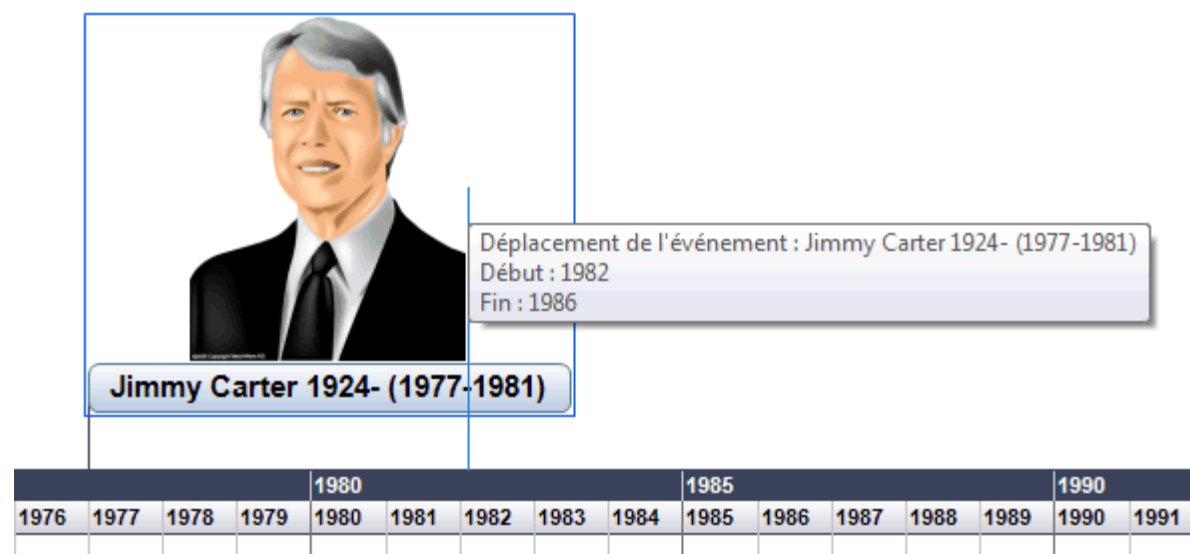 Déplacement de l'événement : Jimmy Carter 1924- (1977-1981)
Début : 1982
Fin : 1986
Jimmy Carter 1924- (1977-1981)
1980 1985 1990
1976 1977 1978 1979 1980 1981 1982 1983 1984 1985 1986 1987 1988 1989 1990 1991